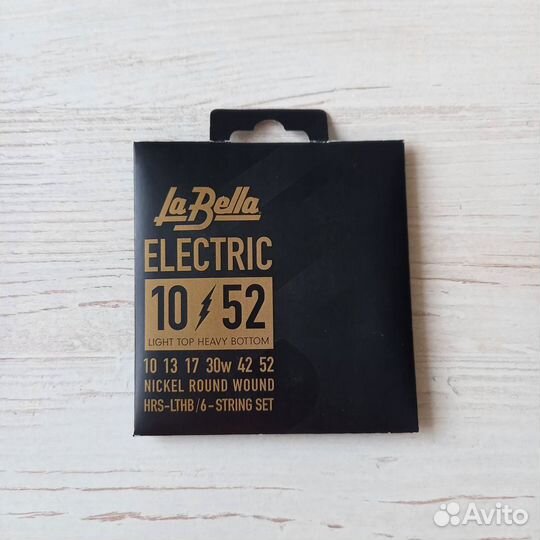 La Bella
ELECTRIC
10 52
LIGHT TOP HEAVY BOTTOM
10 13 17 30w 42 52
NICKEL ROUND WOUND
HRS-LTHB/6-STRING SET
Avito